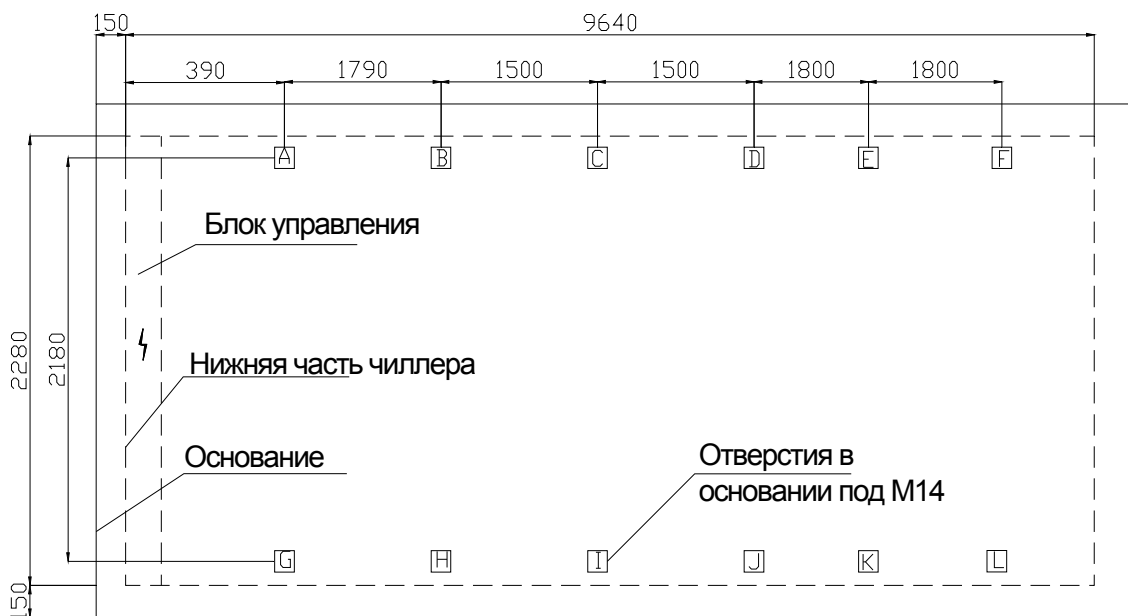 150 9640
390 1790 1500 1500 1800 1800
A B C D E F
Блок управления
2280 2180
Нижняя часть чиллера
Основание
Отверстия в
основании под М14
G H I J K L
150